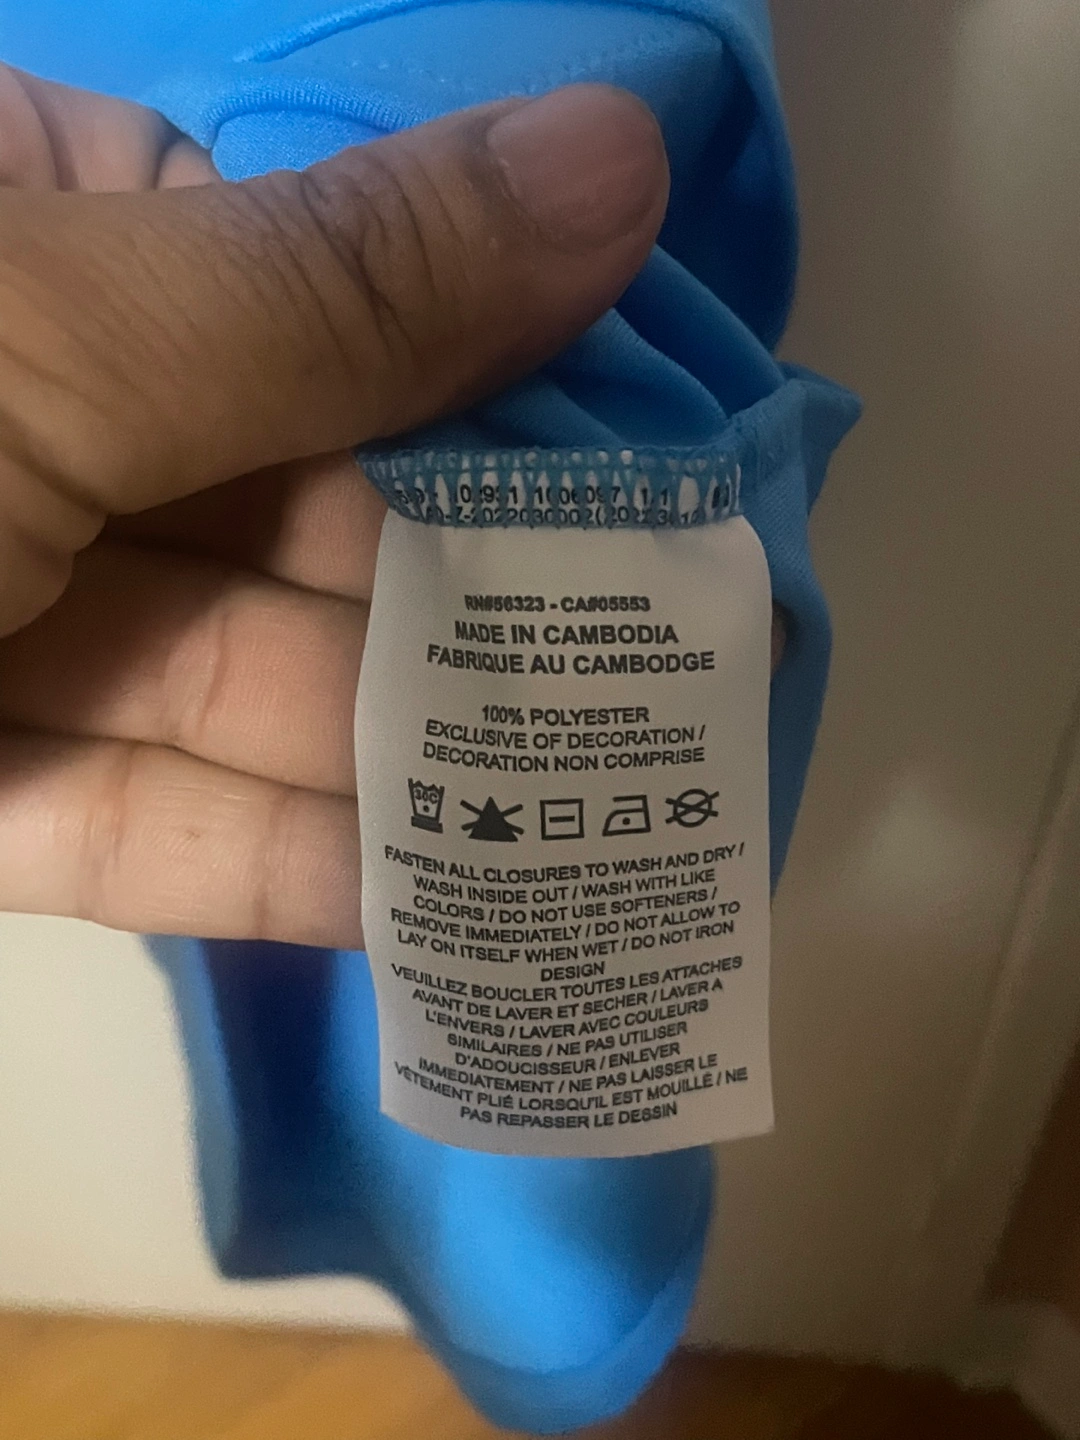 RN#56323 - CA#05553
MADE IN CAMBODIA
FABRIQUE AU CAMBODGE
100% POLYESTER
EXCLUSIVE OF DECORATION /
DECORATION NON COMPRISE
30C
FASTEN ALL CLOSURES TO WASH AND DRY /
WASH INSIDE OUT / WASH WITH LIKE
COLORS / DO NOT USE SOFTENERS /
REMOVE IMMEDIATELY / DO NOT ALLOW TO
LAY ON ITSELF WHEN WET / DO NOT IRON
DESIGN
VEUILLEZ BOUCLER TOUTES LES ATTACHES
AVANT DE LAVER ET SECHER / LAVER A
L'ENVERS / LAVER AVEC COULEURS
SIMILAIRES / NE PAS UTILISER
D'ADOUCISSEUR / ENLEVER
IMMEDIATEMENT / NE PAS LAISSER LE
VÊTEMENT PLIÉ LORSQU'IL EST MOUILLÉ / NE
PAS REPASSER LE DESSIN